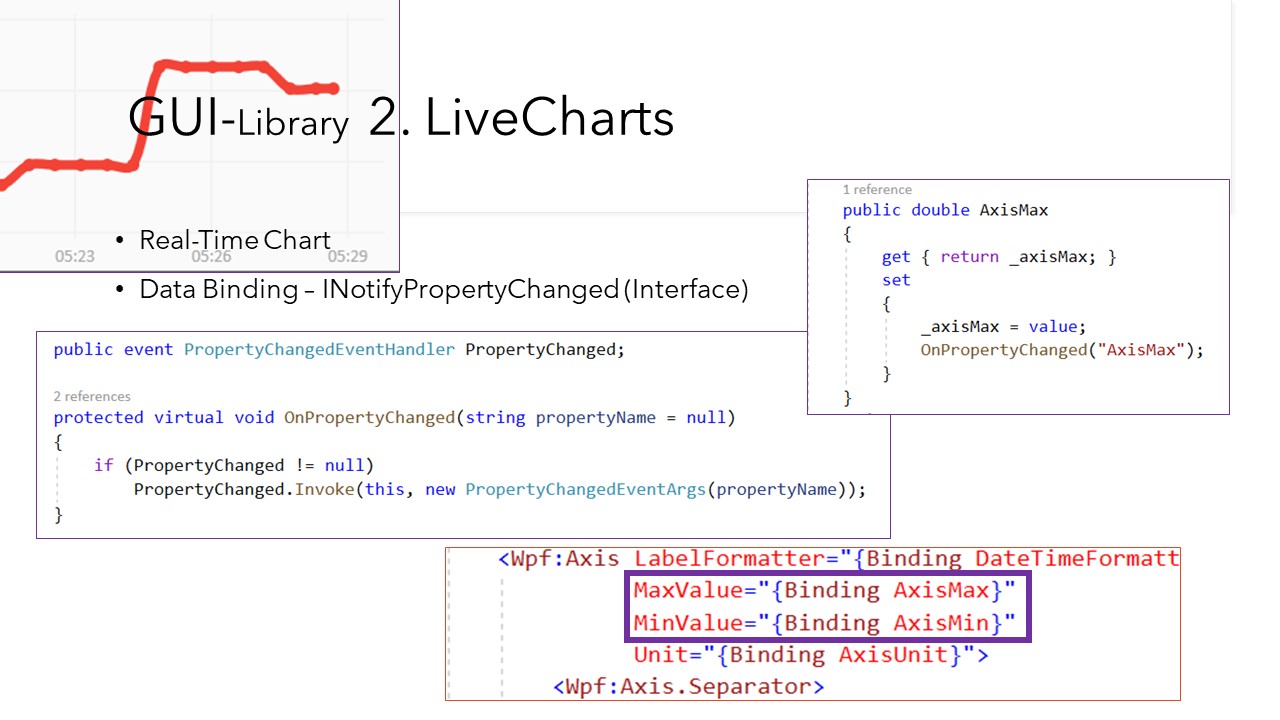 GUI-Library 2. LiveCharts
• Real-Time Chart
05:23 05:26 05:29
• Data Binding – INotifyPropertyChanged (Interface)
1 reference
public double AxisMax
{
get { return _axisMax; }
set
{
_axisMax = value;
OnPropertyChanged("AxisMax");
}
}
public event PropertyChangedEventHandler PropertyChanged;
2 references
protected virtual void OnPropertyChanged(string propertyName = null)
{
if (PropertyChanged != null)
PropertyChanged.Invoke(this, new PropertyChangedEventArgs(propertyName));
}
<Wpf:Axis LabelFormatter="{Binding DateTimeFormatt
MaxValue="{Binding AxisMax}"
MinValue="{Binding AxisMin}"
Unit="{Binding AxisUnit}">
<Wpf:Axis.Separator>